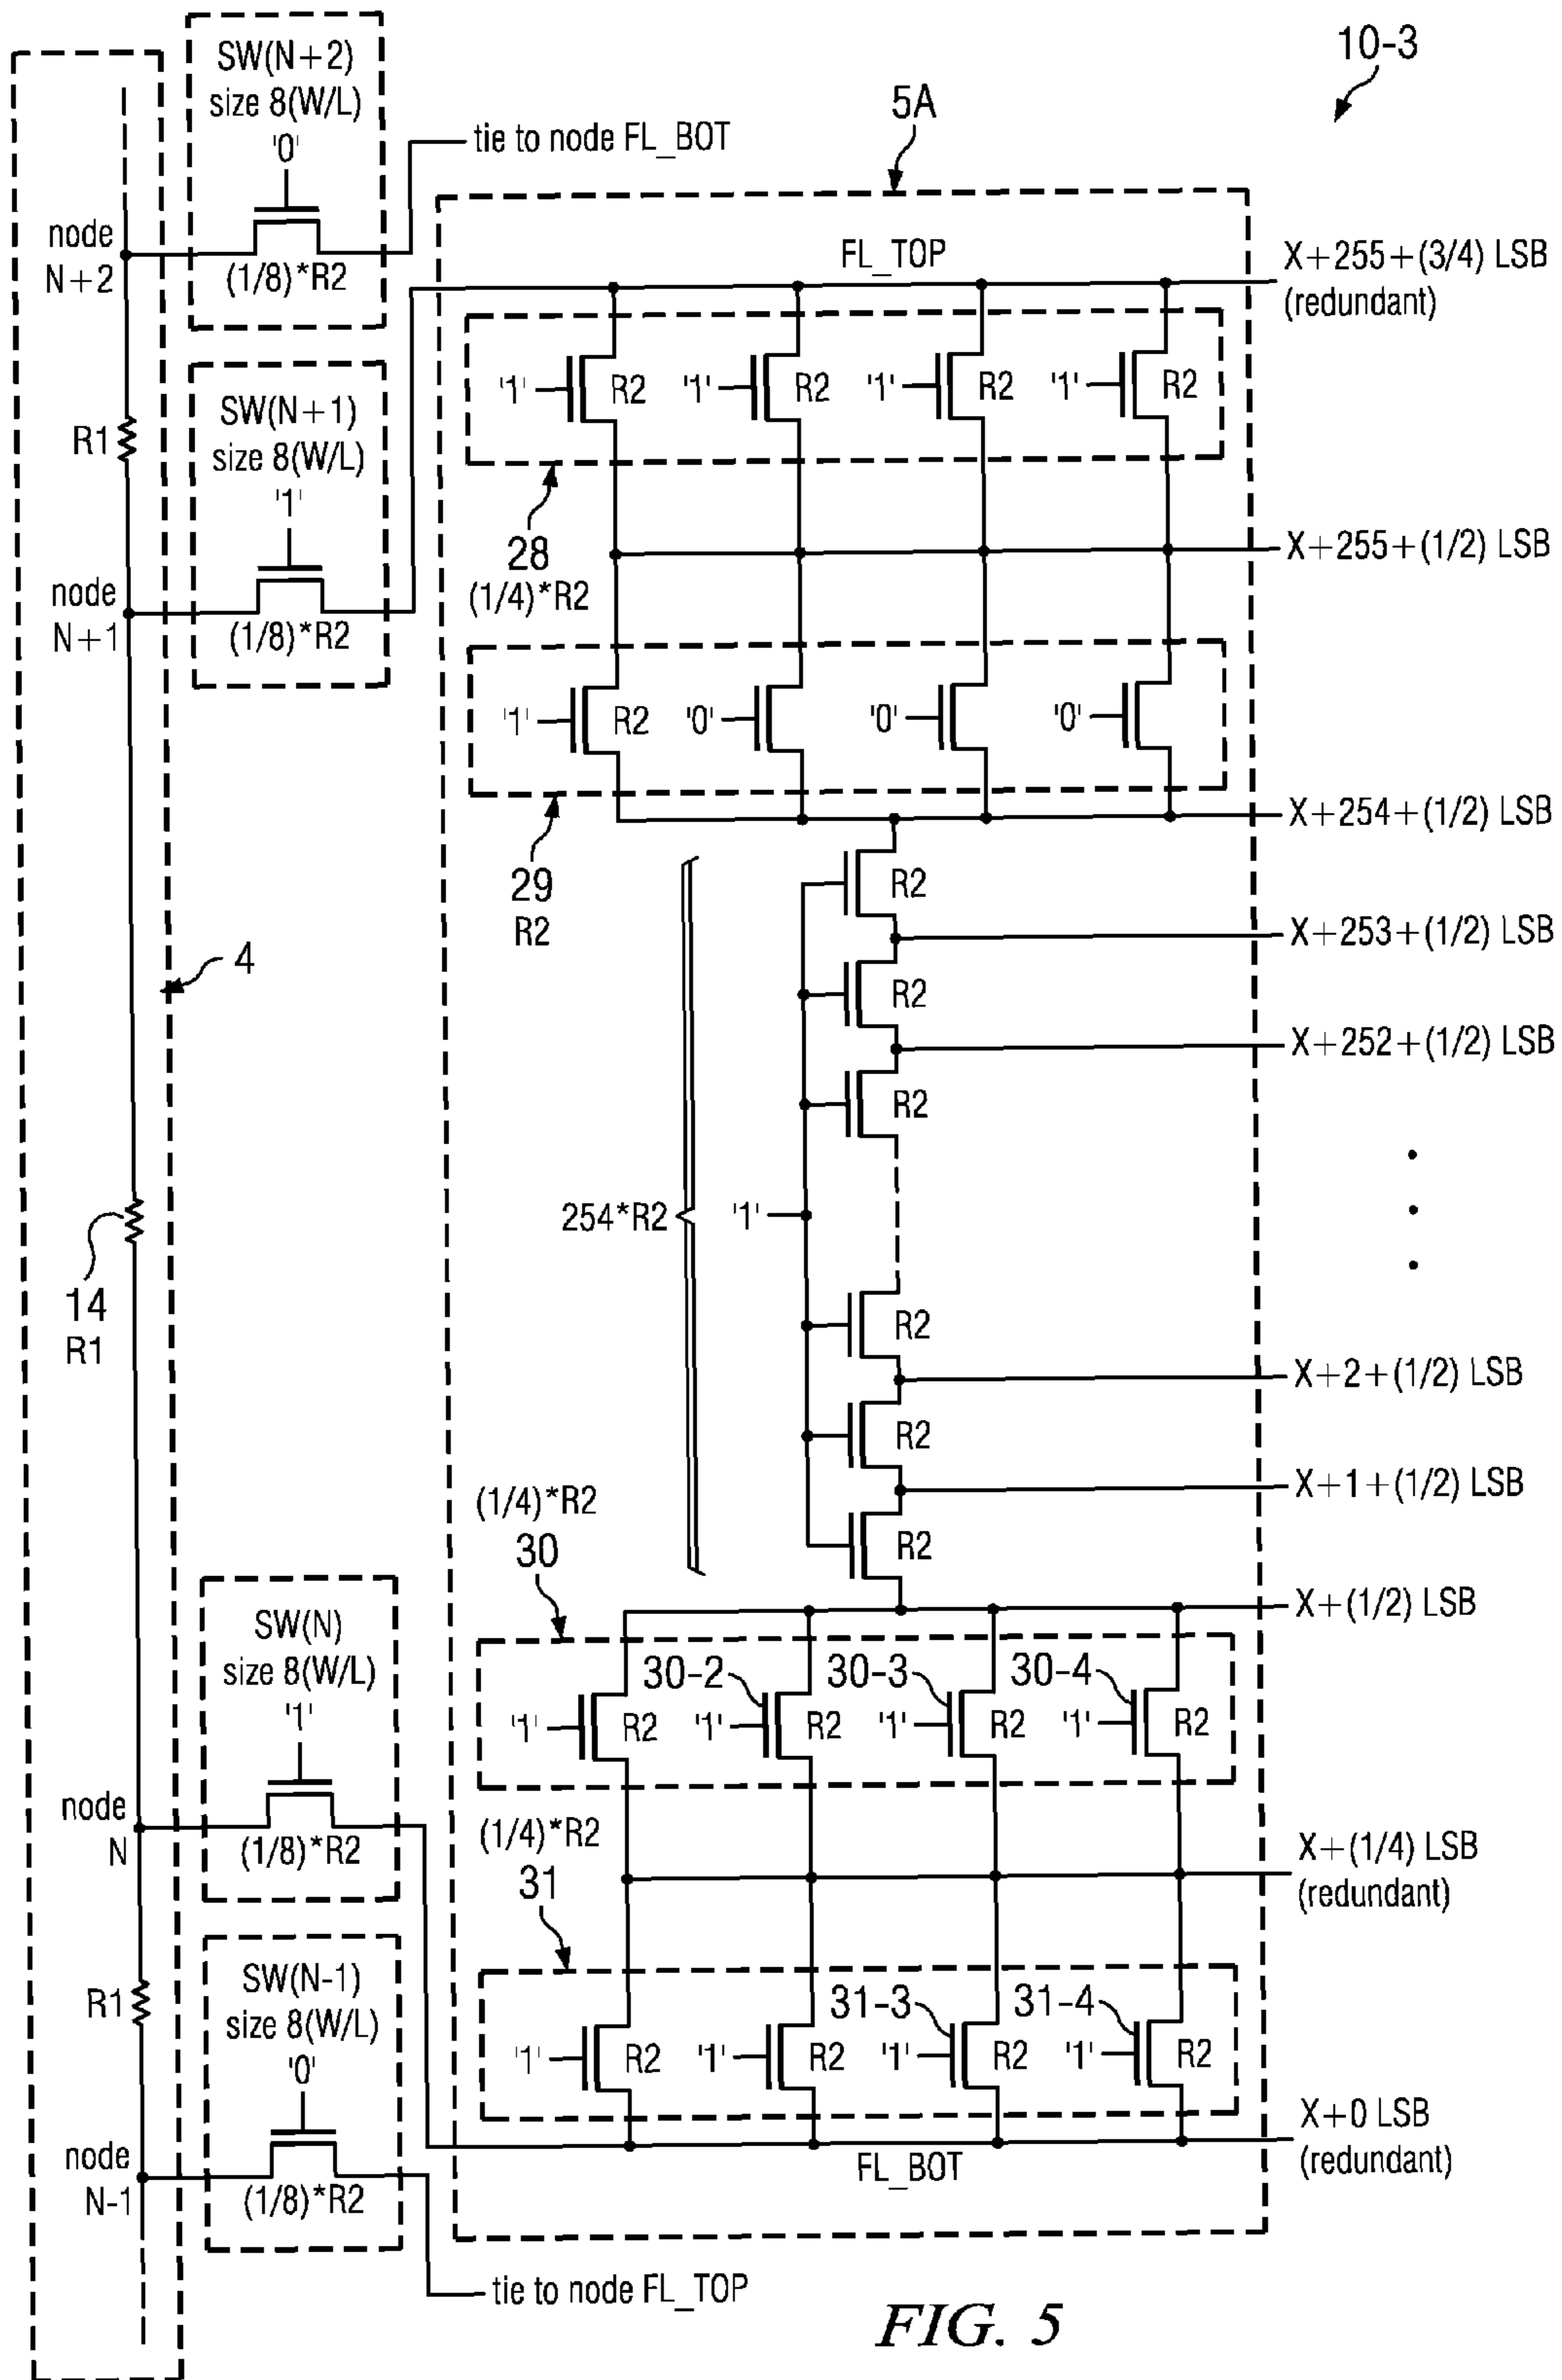 10-3
SW(N+2)
size 8(W/L)
'0'
(1/8)*R2
tie to node FL_BOT
5A
node
N+2
FL_TOP
X+255+(3/4) LSB
(redundant)
R1
SW(N+1)
size 8(W/L)
'1'
(1/8)*R2
'1' R2 '1' R2 '1' R2 '1' R2
28
(1/4)*R2
X+255+(1/2) LSB
node
N+1
'1' R2 '0' '0' '0'
29
R2
X+254+(1/2) LSB
R2
X+253+(1/2) LSB
R2
X+252+(1/2) LSB
R2
4
254*R2
'1'
14
R1
R2
X+2+(1/2) LSB
R2
X+1+(1/2) LSB
R2
(1/4)*R2
30
X+(1/2) LSB
SW(N)
size 8(W/L)
'1'
(1/8)*R2
30-2 30-3 30-4
'1' R2 '1' R2 '1' R2 '1' R2
node
N
(1/4)*R2
31
X+(1/4) LSB
(redundant)
R1
SW(N-1)
size 8(W/L)
'0'
(1/8)*R2
31-3 31-4
'1' R2 '1' R2 '1' R2 '1' R2
X+0 LSB
(redundant)
FL_BOT
node
N-1
tie to node FL_TOP
FIG. 5